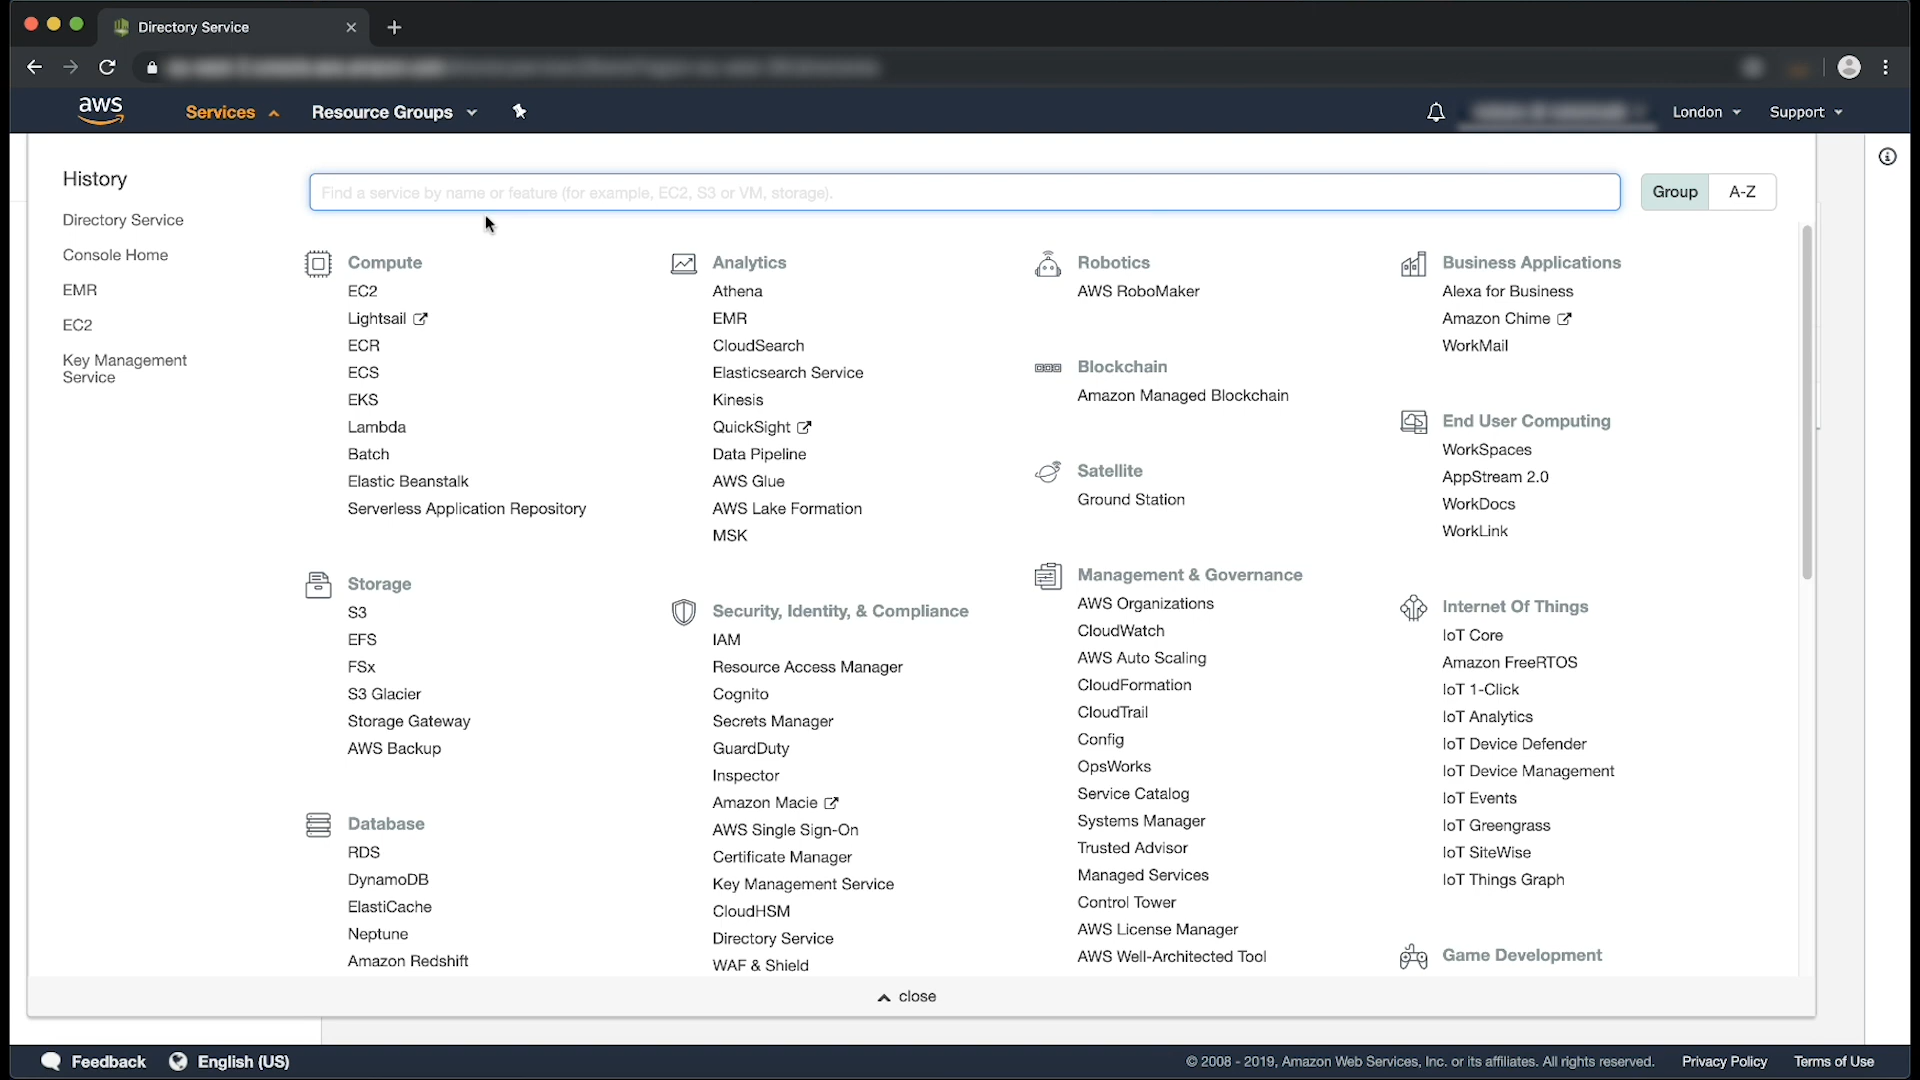 Directory Service
aws
Services
Resource Groups
London
Support
History
Directory Service
Console Home
EMR
EC2
Key Management
Service
Find a service by name or feature (for example, EC2, S3 or VM, storage).
Group
A-Z
Compute
EC2
Lightsail
ECR
ECS
EKS
Lambda
Batch
Elastic Beanstalk
Serverless Application Repository
Storage
S3
EFS
FSx
S3 Glacier
Storage Gateway
AWS Backup
Database
RDS
DynamoDB
ElastiCache
Neptune
Amazon Redshift
Analytics
Athena
EMR
CloudSearch
Elasticsearch Service
Kinesis
QuickSight
Data Pipeline
AWS Glue
AWS Lake Formation
MSK
Security, Identity, & Compliance
IAM
Resource Access Manager
Cognito
Secrets Manager
GuardDuty
Inspector
Amazon Macie
AWS Single Sign-On
Certificate Manager
Key Management Service
CloudHSM
Directory Service
WAF & Shield
Robotics
AWS RoboMaker
Blockchain
Amazon Managed Blockchain
Satellite
Ground Station
Management & Governance
AWS Organizations
CloudWatch
AWS Auto Scaling
CloudFormation
CloudTrail
Config
OpsWorks
Service Catalog
Systems Manager
Trusted Advisor
Managed Services
Control Tower
AWS License Manager
AWS Well-Architected Tool
Business Applications
Alexa for Business
Amazon Chime
WorkMail
End User Computing
WorkSpaces
AppStream 2.0
WorkDocs
WorkLink
Internet Of Things
IoT Core
Amazon FreeRTOS
IoT 1-Click
IoT Analytics
IoT Device Defender
IoT Device Management
IoT Events
IoT Greengrass
IoT SiteWise
IoT Things Graph
Game Development
close
Feedback
English (US)
© 2008 - 2019, Amazon Web Services, Inc. or its affiliates. All rights reserved.
Privacy Policy
Terms of Use